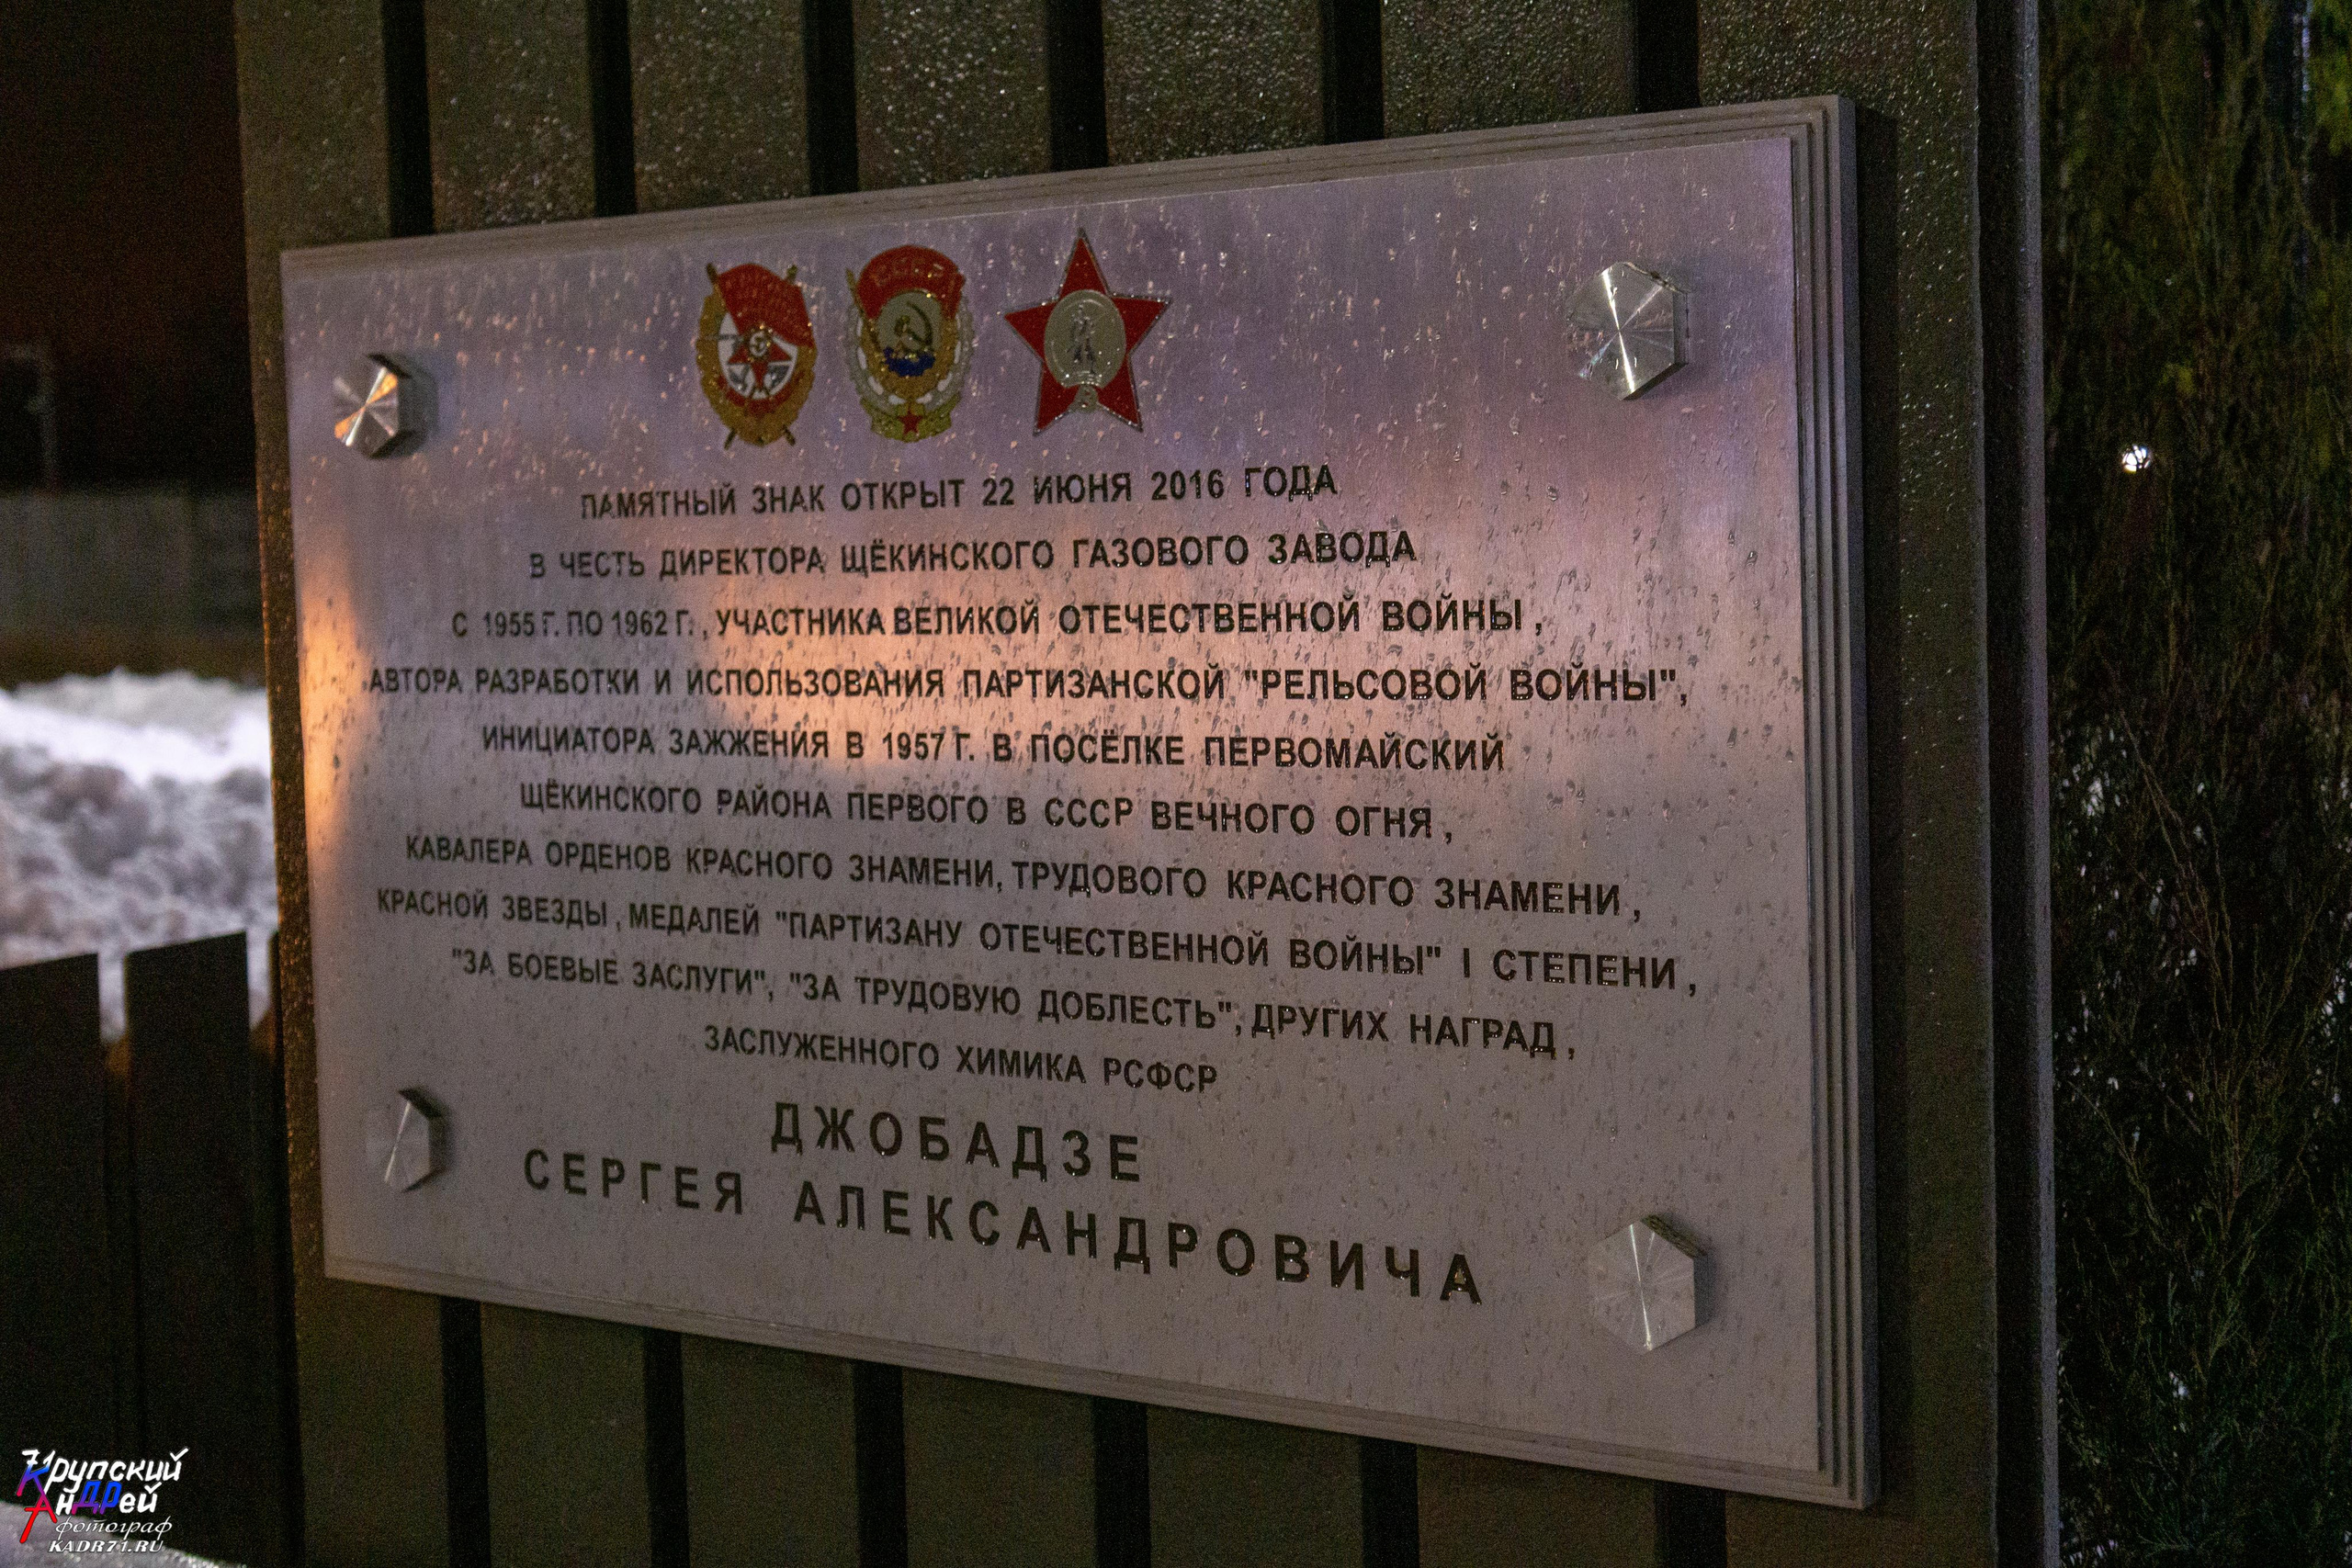 ПАМЯТНЫЙ ЗНАК ОТКРЫТ 22 ИЮНЯ 2016 ГОДА
В ЧЕСТЬ ДИРЕКТОРА ЩЁКИНСКОГО ГАЗОВОГО ЗАВОДА
С 1955 Г. ПО 1962 Г., УЧАСТНИКА ВЕЛИКОЙ ОТЕЧЕСТВЕННОЙ ВОЙНЫ,
АВТОРА РАЗРАБОТКИ И ИСПОЛЬЗОВАНИЯ ПАРТИЗАНСКОЙ "РЕЛЬСОВОЙ ВОЙНЫ",
ИНИЦИАТОРА ЗАЖЖЕНИЯ В 1957 Г. В ПОСЁЛКЕ ПЕРВОМАЙСКИЙ
ЩЁКИНСКОГО РАЙОНА ПЕРВОГО В СССР ВЕЧНОГО ОГНЯ,
КАВАЛЕРА ОРДЕНОВ КРАСНОГО ЗНАМЕНИ, ТРУДОВОГО КРАСНОГО ЗНАМЕНИ,
КРАСНОЙ ЗВЕЗДЫ, МЕДАЛЕЙ "ПАРТИЗАНУ ОТЕЧЕСТВЕННОЙ ВОЙНЫ" I СТЕПЕНИ,
"ЗА БОЕВЫЕ ЗАСЛУГИ", "ЗА ТРУДОВУЮ ДОБЛЕСТЬ", ДРУГИХ НАГРАД,
ЗАСЛУЖЕННОГО ХИМИКА РСФСР
ДЖОБАДЗЕ
СЕРГЕЯ АЛЕКСАНДРОВИЧА
71
Крупский
Андрей
фотограф
KADR71.RU